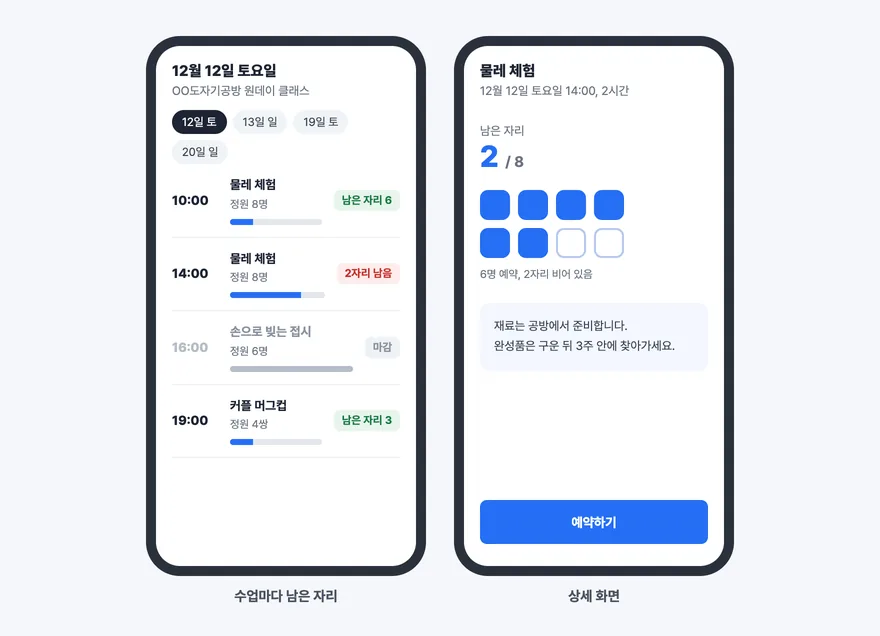 12월 12일 토요일
OO도자기공방 원데이 클래스
12일 토
13일 일
19일 토
20일 일
10:00
물레 체험
정원 8명
남은 자리 6
14:00
물레 체험
정원 8명
2자리 남음
16:00
손으로 빚는 접시
정원 6명
마감
19:00
커플 머그컵
정원 4쌍
남은 자리 3
수업마다 남은 자리
물레 체험
12월 12일 토요일 14:00, 2시간
남은 자리
2 / 8
6명 예약, 2자리 비어 있음
재료는 공방에서 준비합니다.
완성품은 구운 뒤 3주 안에 찾아가세요.
예약하기
상세 화면